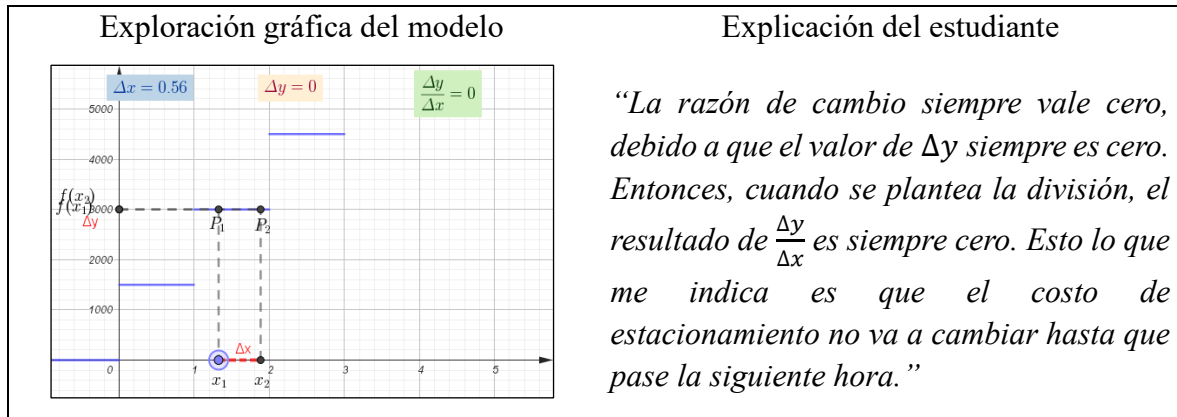 Exploración gráfica del modelo
Explicación del estudiante
Δx = 0.56
Δy = 0
Δy/Δx = 0
5000
4000
f(x₂)
f(x₁)
3000
Δy
P₁
P₂
2000
1000
Δx
0
1
2
3
4
5
x₁
x₂
“La razón de cambio siempre vale cero,
debido a que el valor de Δy siempre es cero.
Entonces, cuando se plantea la división, el
resultado de Δy/Δx es siempre cero. Esto lo que
me indica es que el costo de
estacionamiento no va a cambiar hasta que
pase la siguiente hora.”